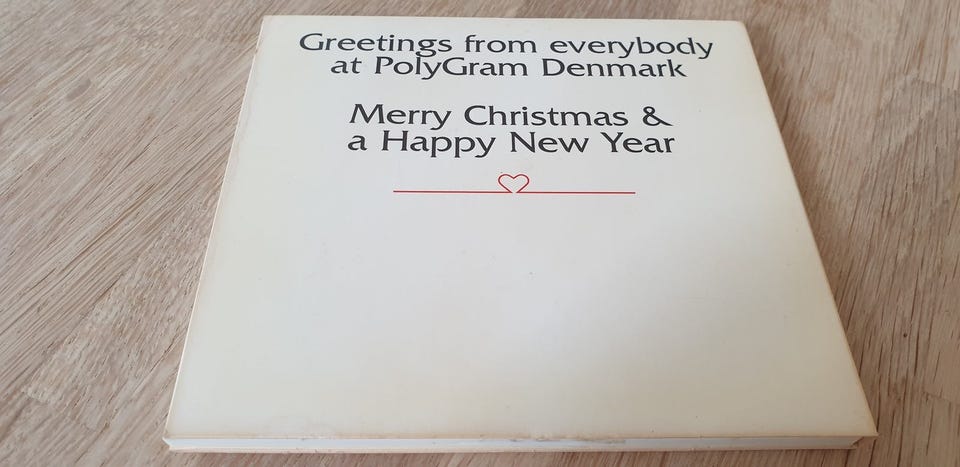 Greetings from everybody
at PolyGram Denmark
Merry Christmas &
a Happy New Year